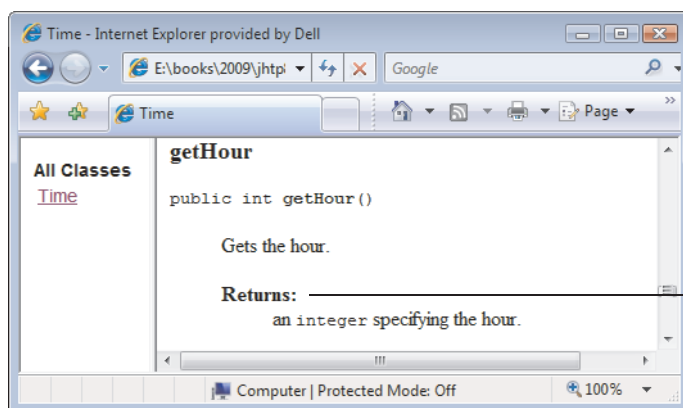 Time - Internet Explorer provided by Dell
E:\books\2009\jhtp
Google
Time
Page
All Classes
Time
getHour
public int getHour()
Gets the hour.
Returns:
an integer specifying the hour.
Computer | Protected Mode: Off
100%